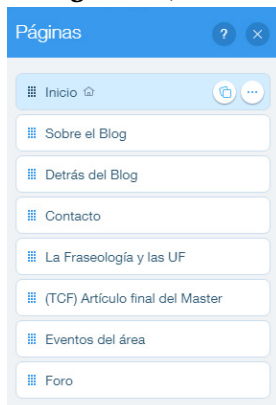 Páginas ? ×
Inicio
Sobre el Blog
Detrás del Blog
Contacto
La Fraseología y las UF
(TCF) Artículo final del Master
Eventos del área
Foro